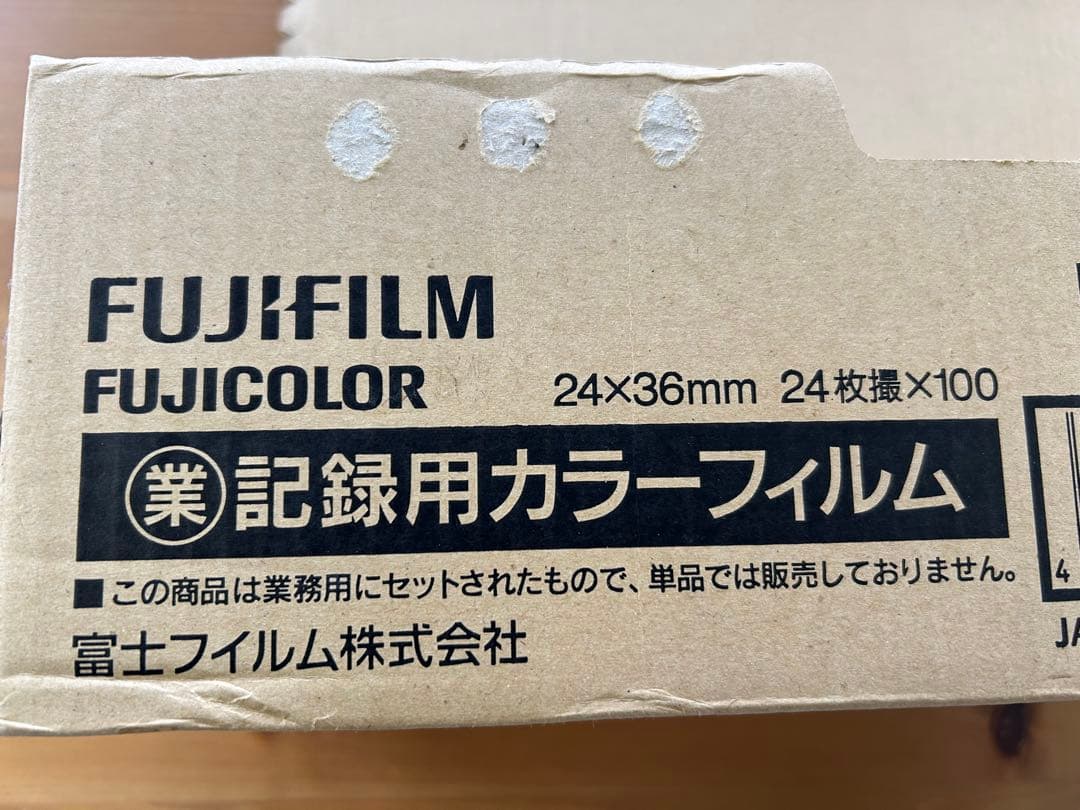 FUJIFILM
FUJICOLOR 24×36mm 24枚撮×100
業 記録用カラーフィルム
■この商品は業務用にセットされたもので、単品では販売しておりません。
富士フイルム株式会社
4
JA